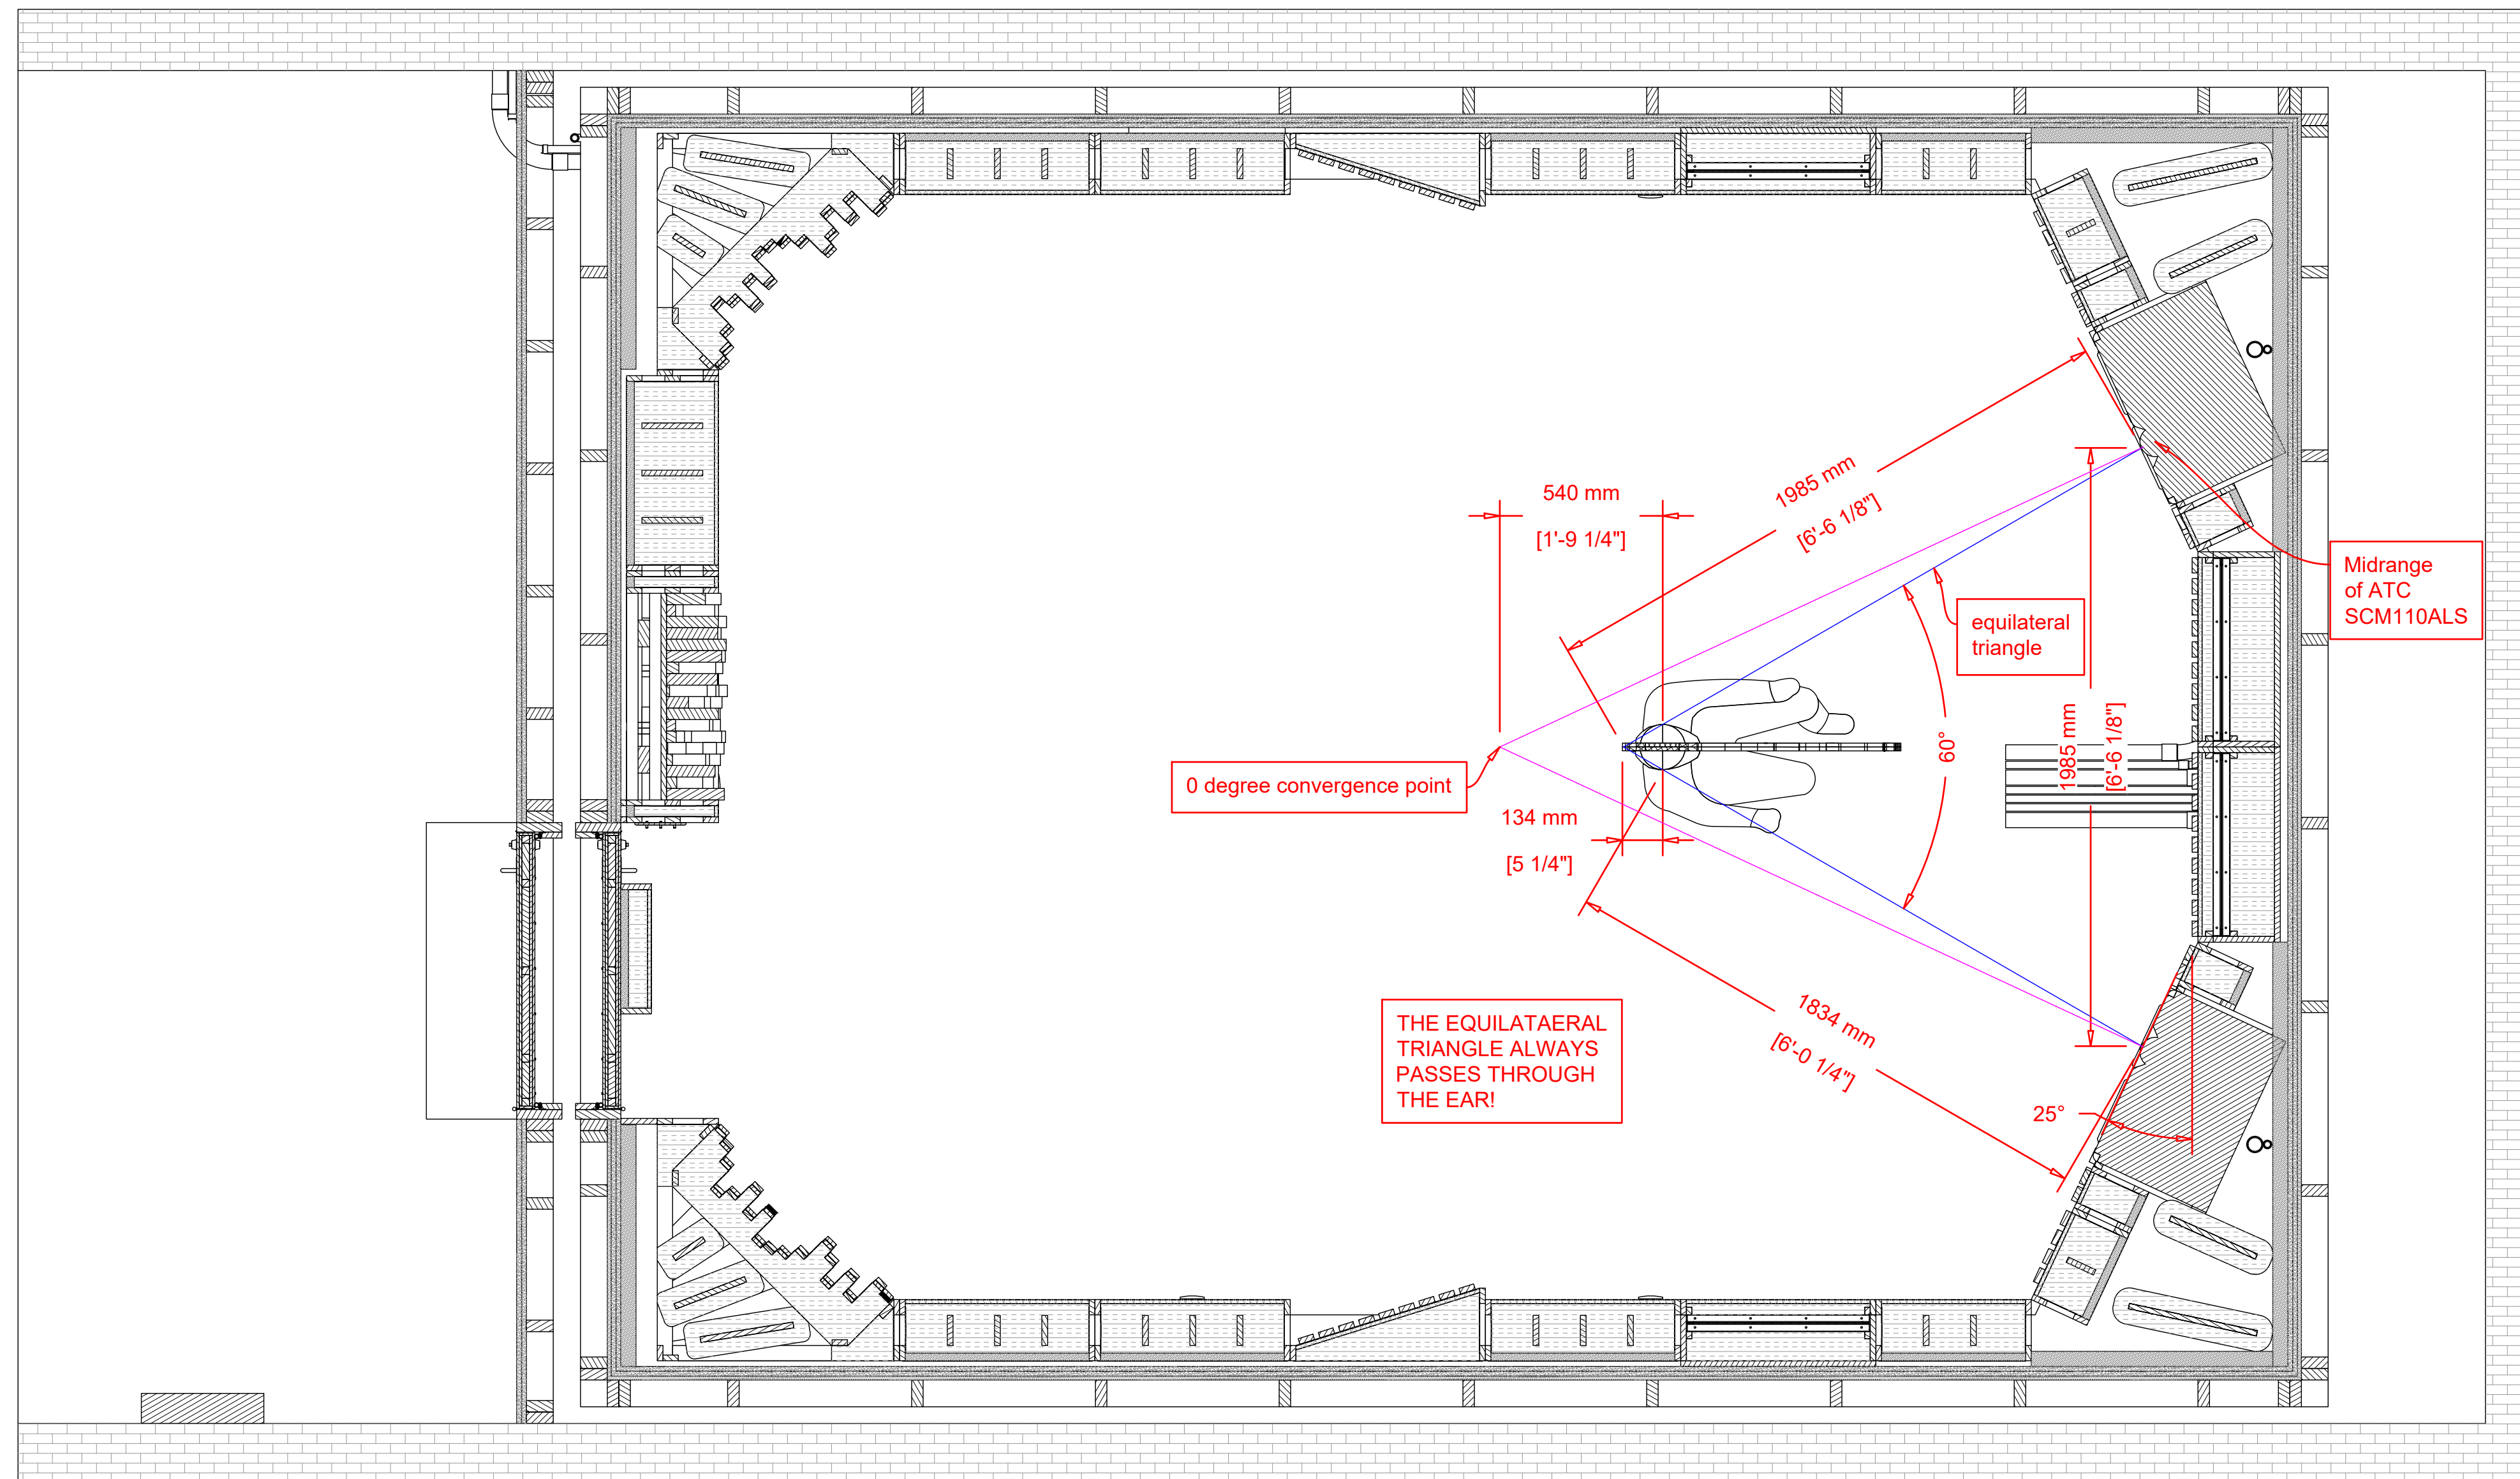 540 mm
[1'-9 1/4"]
1985 mm
[6'-6 1/8"]
Midrange
of ATC
SCM110ALS
equilateral
triangle
60°
1985 mm
[6'-6 1/8"]
0 degree convergence point
134 mm
[5 1/4"]
THE EQUILATAERAL
TRIANGLE ALWAYS
PASSES THROUGH
THE EAR!
1834 mm
[6'-0 1/4"]
25°